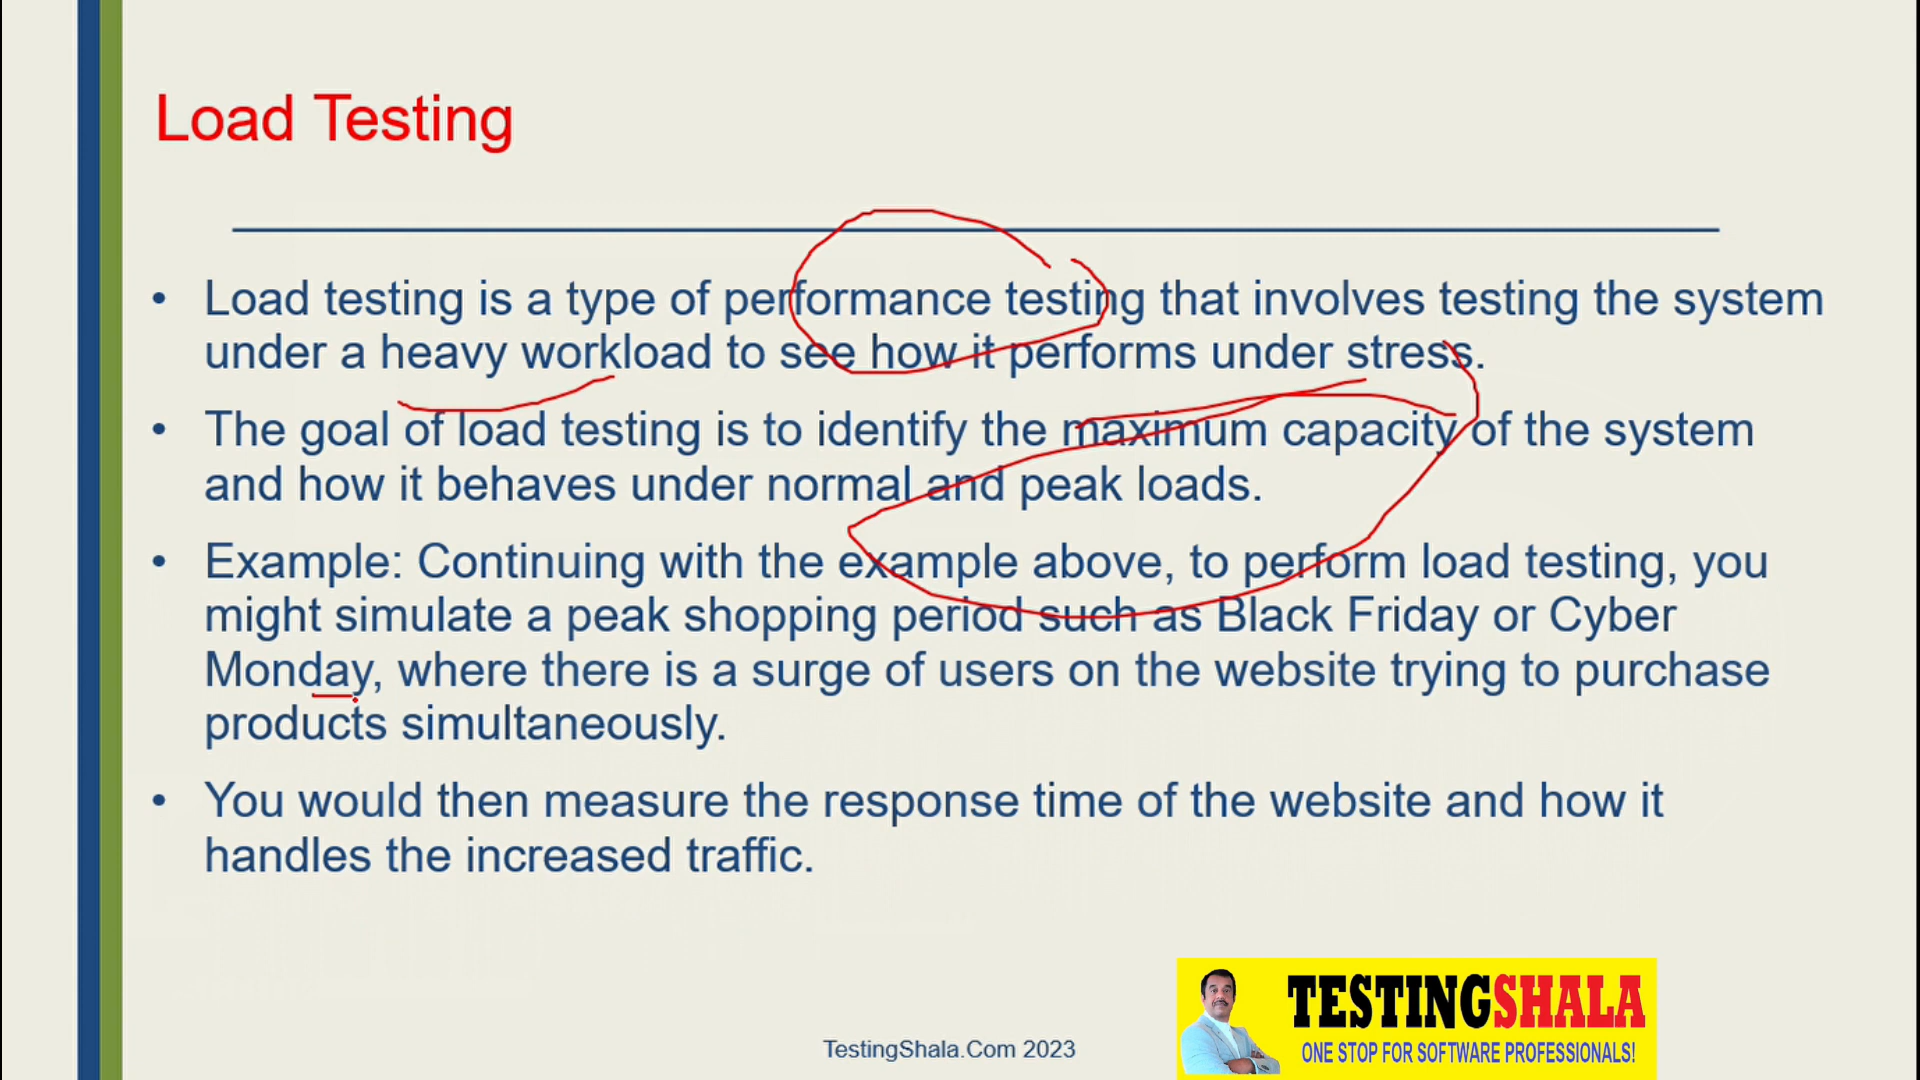 Load Testing
• Load testing is a type of performance testing that involves testing the system
under a heavy workload to see how it performs under stress.
• The goal of load testing is to identify the maximum capacity of the system
and how it behaves under normal and peak loads.
• Example: Continuing with the example above, to perform load testing, you
might simulate a peak shopping period such as Black Friday or Cyber
Monday, where there is a surge of users on the website trying to purchase
products simultaneously.
• You would then measure the response time of the website and how it
handles the increased traffic.
TestingShala.Com 2023
TESTINGSHALA
ONE STOP FOR SOFTWARE PROFESSIONALS!